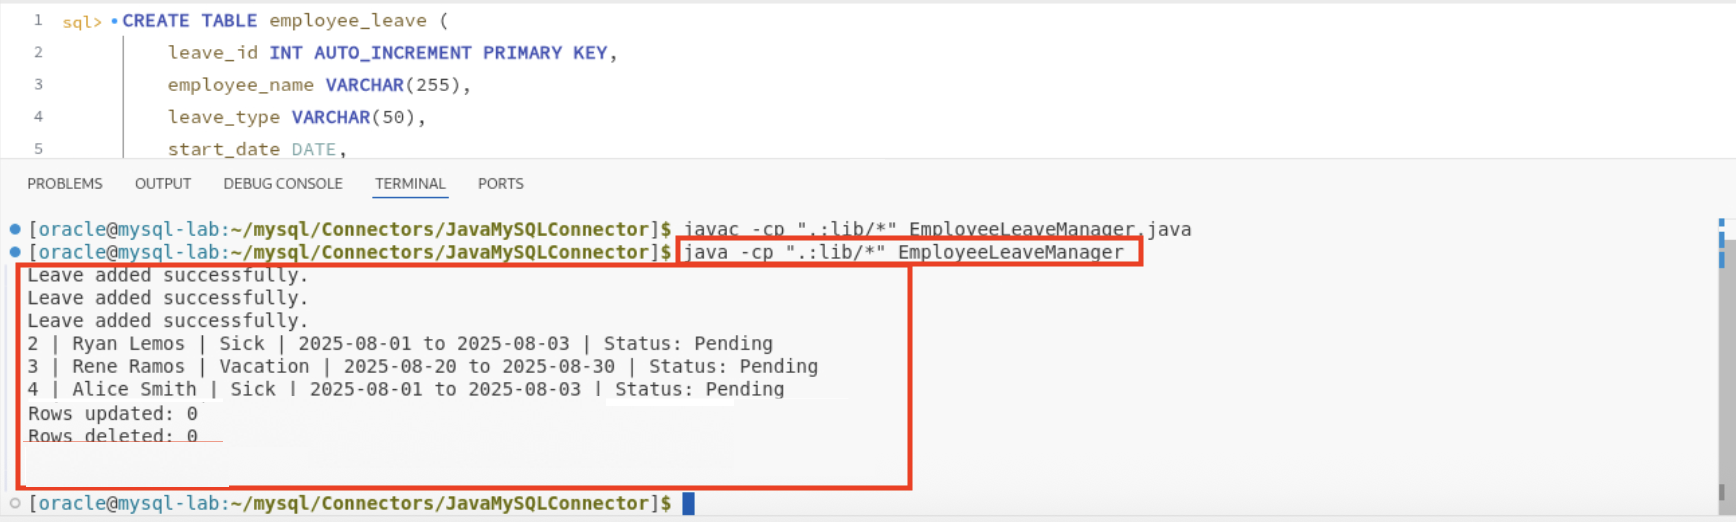 1 sql> •CREATE TABLE employee_leave (
2 leave_id INT AUTO_INCREMENT PRIMARY KEY,
3 employee_name VARCHAR(255),
4 leave_type VARCHAR(50),
5 start_date DATE,
PROBLEMS OUTPUT DEBUG CONSOLE TERMINAL PORTS
[oracle@mysql-lab:~/mysql/Connectors/JavaMySQLConnector]$ javac -cp ".:lib/*" EmployeeLeaveManager.java
[oracle@mysql-lab:~/mysql/Connectors/JavaMySQLConnector]$ java -cp ".:lib/*" EmployeeLeaveManager
Leave added successfully.
Leave added successfully.
Leave added successfully.
2 | Ryan Lemos | Sick | 2025-08-01 to 2025-08-03 | Status: Pending
3 | Rene Ramos | Vacation | 2025-08-20 to 2025-08-30 | Status: Pending
4 | Alice Smith | Sick | 2025-08-01 to 2025-08-03 | Status: Pending
Rows updated: 0
Rows deleted: 0
[oracle@mysql-lab:~/mysql/Connectors/JavaMySQLConnector]$